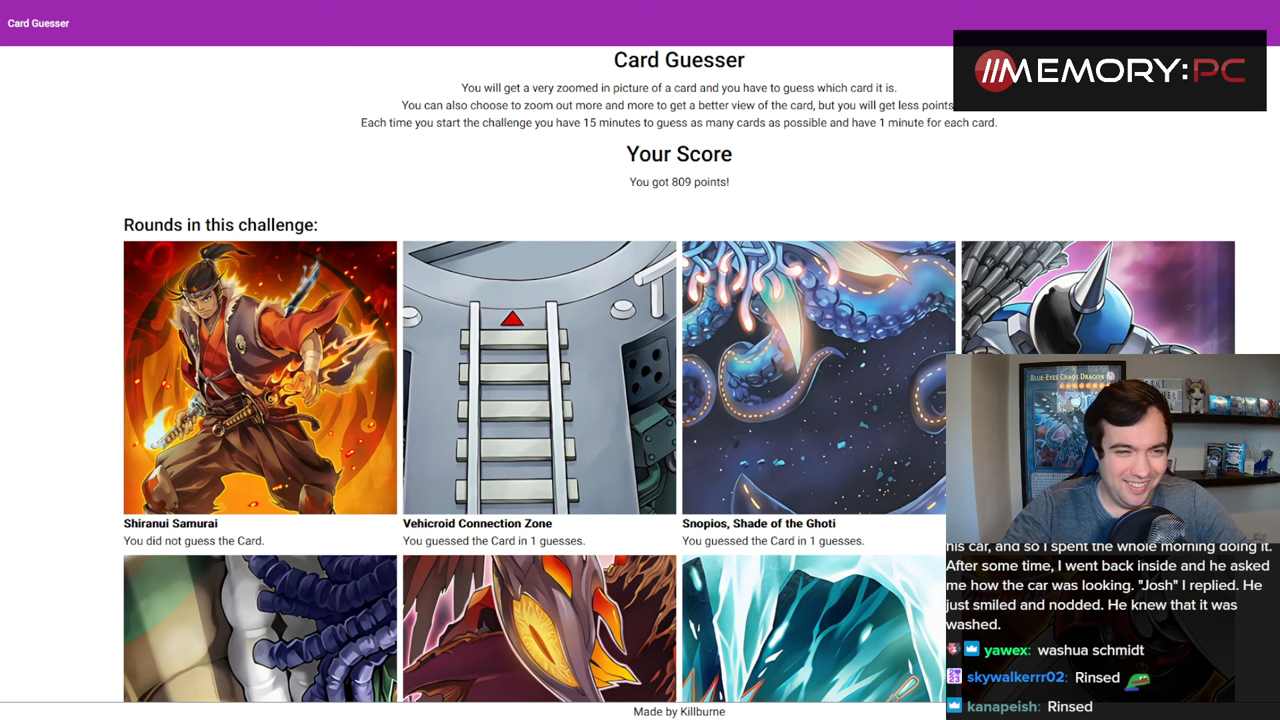 Card Guesser
Card Guesser
You will get a very zoomed in picture of a card and you have to guess which card it is.
You can also choose to zoom out more and more to get a better view of the card, but you will get less points
Each time you start the challenge you have 15 minutes to guess as many cards as possible and have 1 minute for each card.
MEMORY:PC
Your Score
You got 809 points!
Rounds in this challenge:
Shiranui Samurai
You did not guess the Card.
Vehicroid Connection Zone
You guessed the Card in 1 guesses.
Snopios, Shade of the Ghoti
You guessed the Card in 1 guesses.
BLUE-EYES CHAOS DRAGON
his car, and so I spent the whole morning doing it.
After some time, I went back inside and he asked
me how the car was looking. "Josh" I replied. He
just smiled and nodded. He knew that it was
washed.
yawex: washua schmidt
skywalkerrr02: Rinsed
kanapeish: Rinsed
Made by Killburne